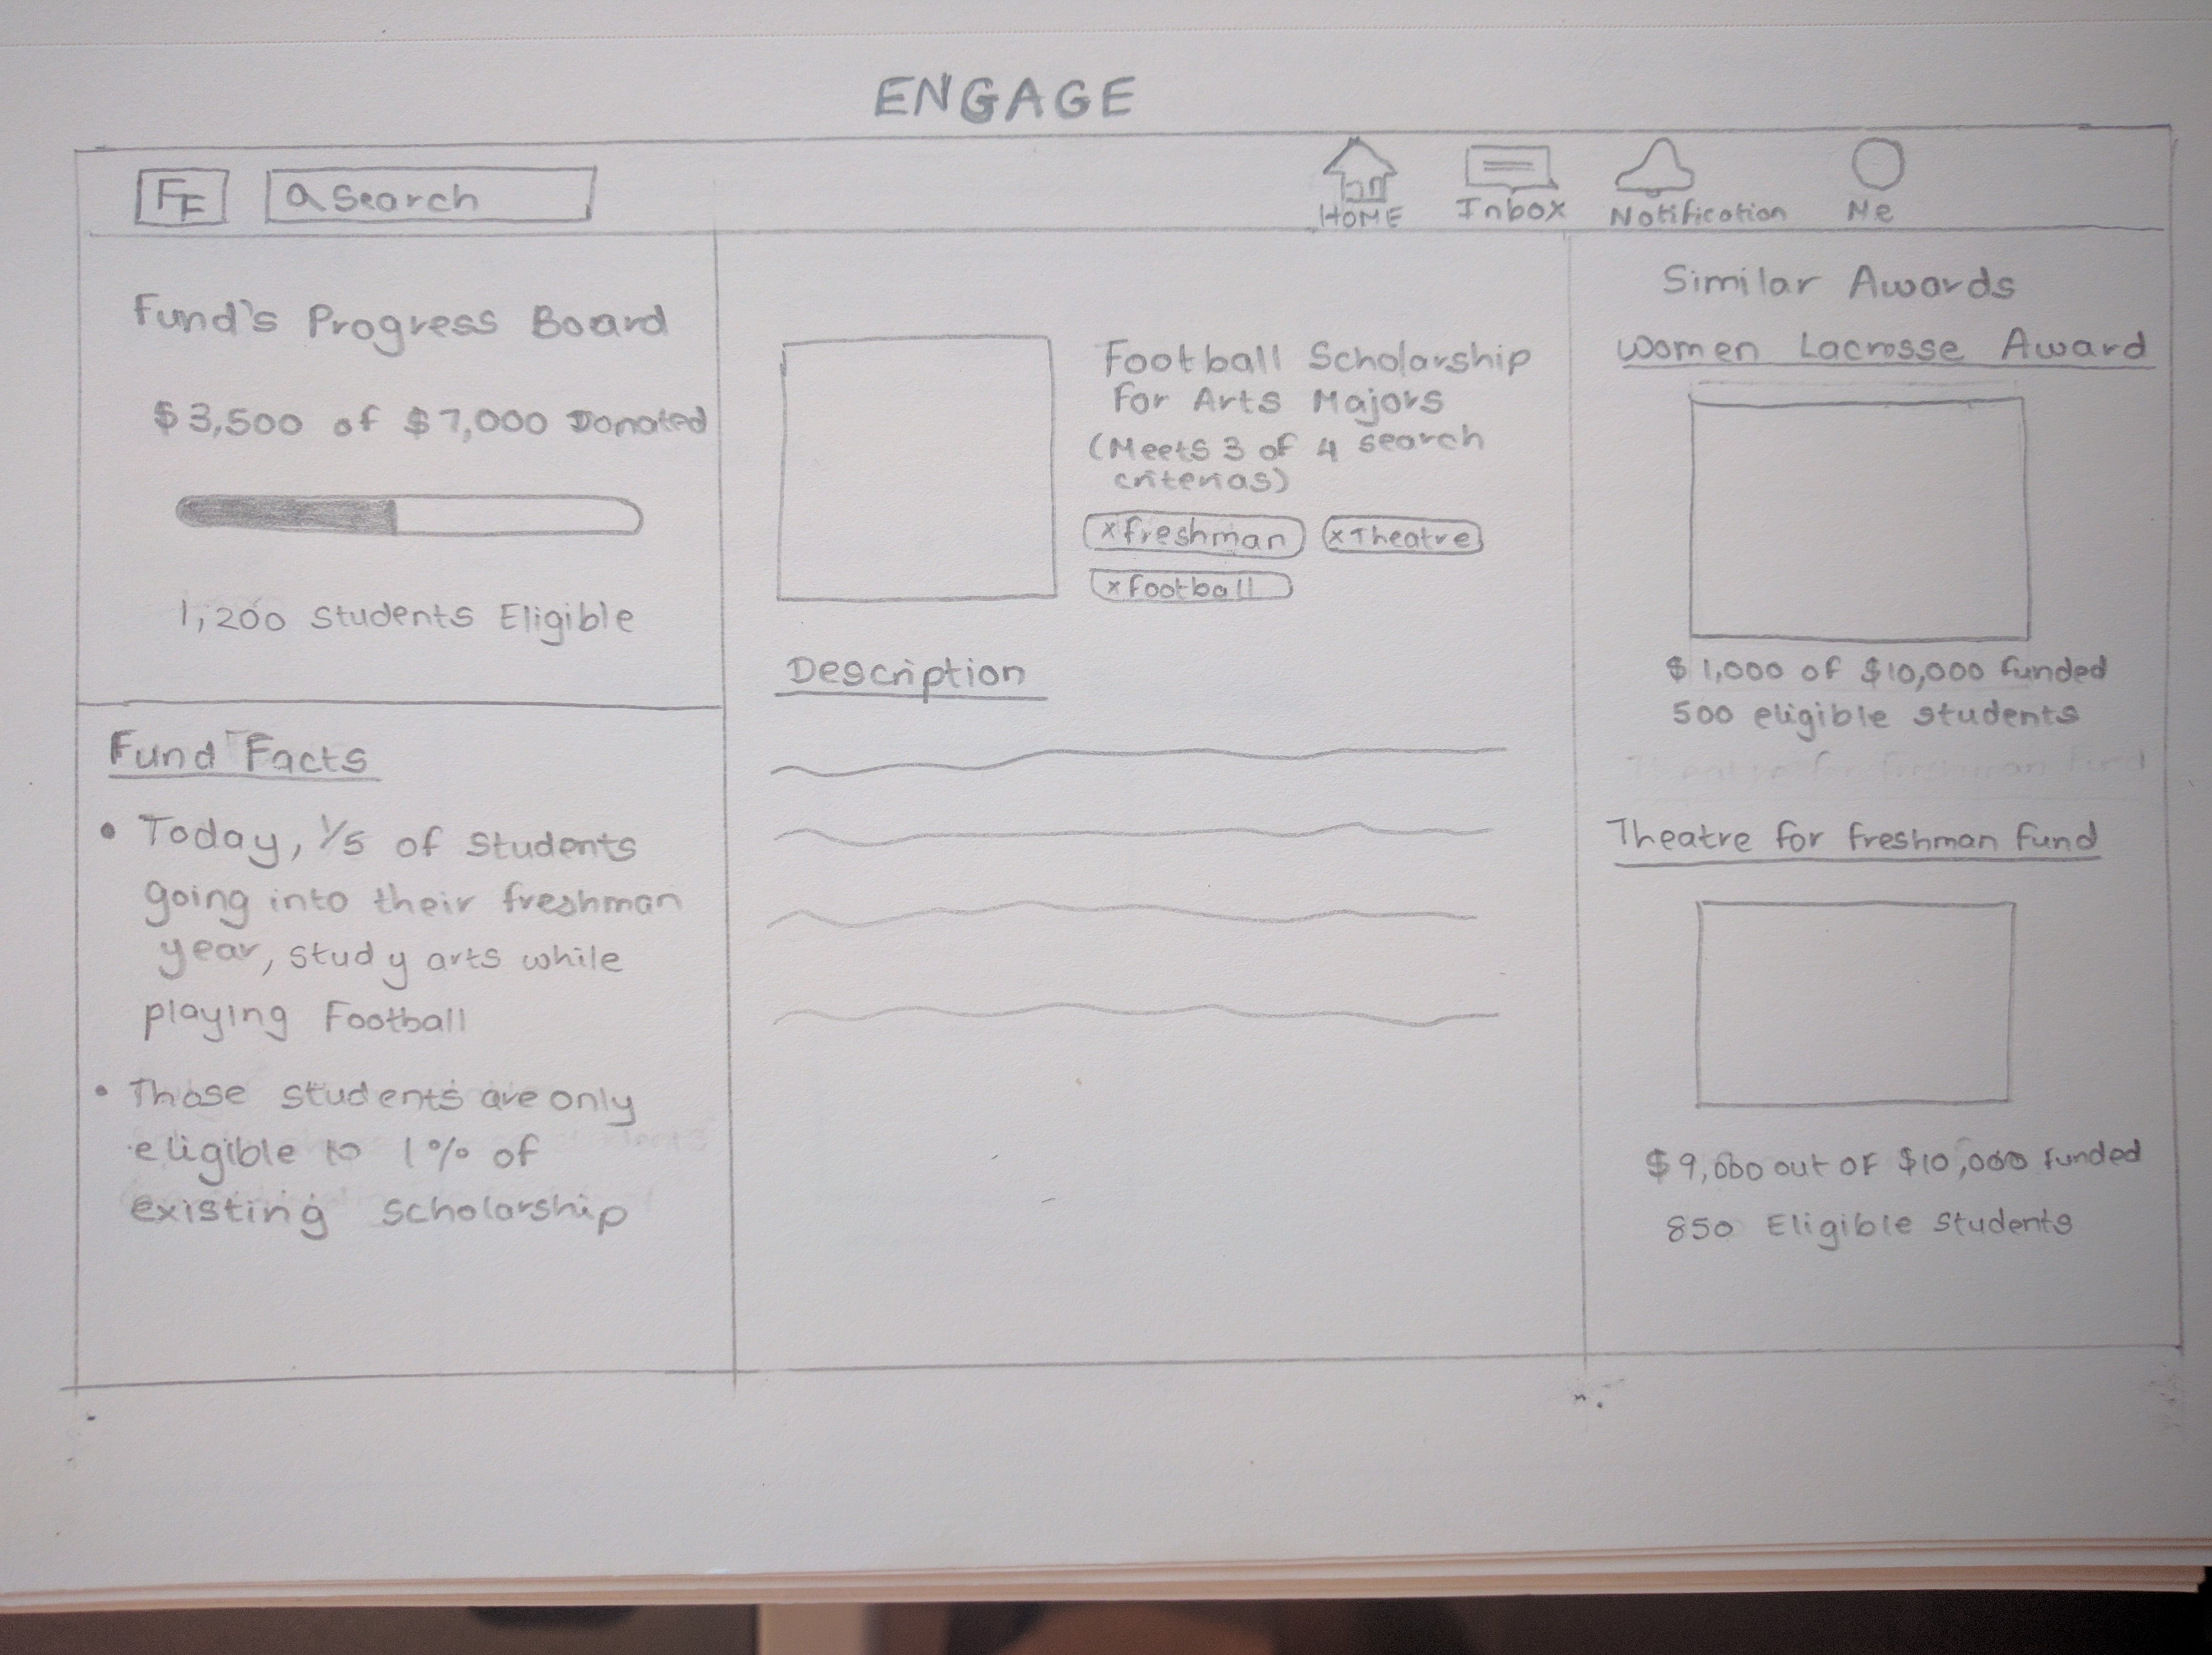 ENGAGE
FF
Search
HOME
Inbox
Notification
Me
Fund's Progress Board
$3,500 of $7,000 Donated
1,200 Students Eligible
Fund Facts
• Today, 1/5 of Students
going into their freshman
year, study arts while
playing Football
• Those students are only
eligible to 1% of
existing scholarship
Football Scholarship
For Arts Majors
(Meets 3 of 4 search
criterias)
x freshman
x Theatre
x football
Description
Similar Awards
Women Lacrosse Award
$1,000 of $10,000 funded
500 eligible students
Theatre for freshman fund
Theatre for freshman fund
$9,000 out of $10,000 funded
850 Eligible Students